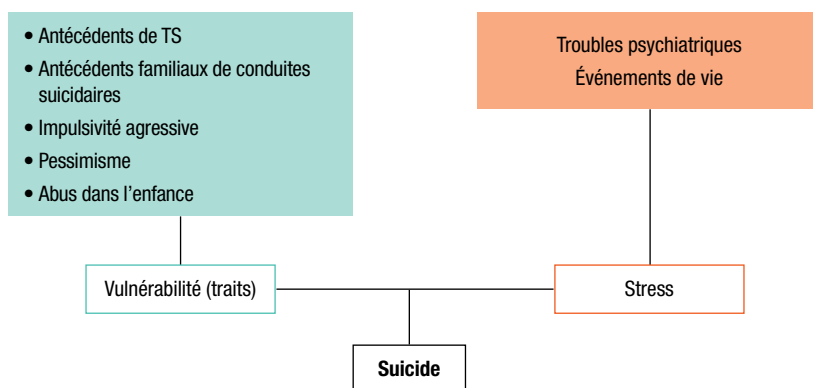 • Antécédents de TS
• Antécédents familiaux de conduites
suicidaires
• Impulsivité agressive
• Pessimisme
• Abus dans l'enfance
Troubles psychiatriques
Événements de vie
Vulnérabilité (traits)
Stress
Suicide